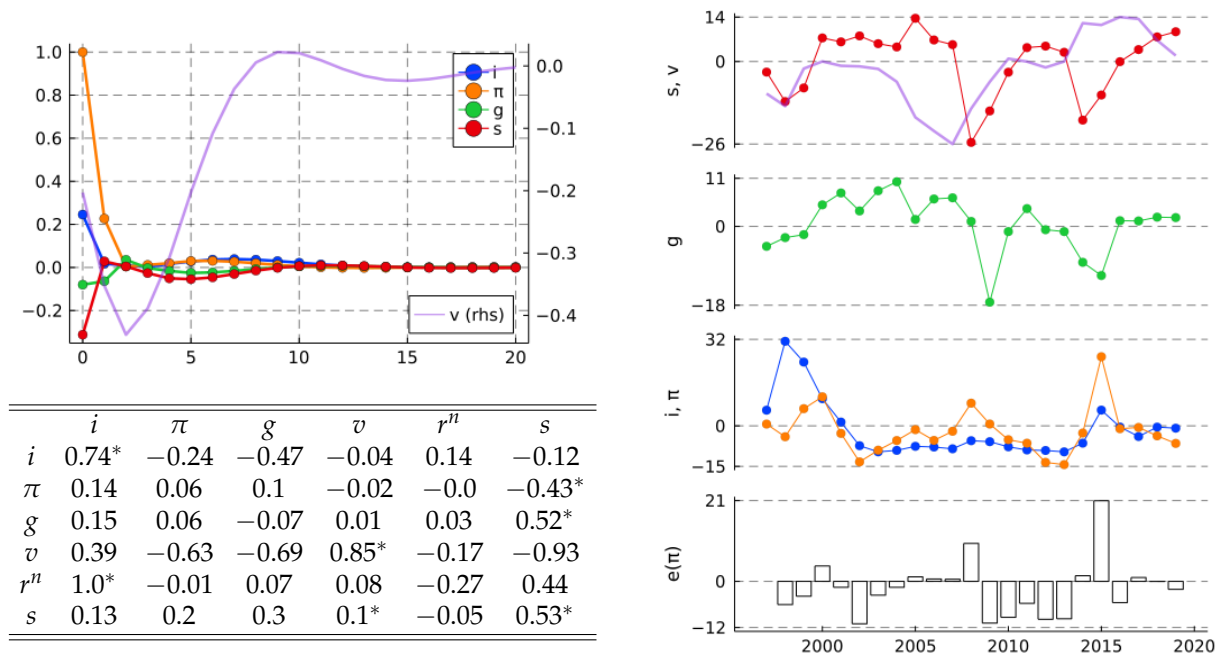 1.0
0.8
0.6
0.4
0.2
0.0
−0.2
0.0
−0.1
−0.2
−0.3
−0.4
i
π
g
s
v (rhs)
0 5 10 15 20
i π g v rⁿ s
i 0.74* −0.24 −0.47 −0.04 0.14 −0.12
π 0.14 0.06 0.1 −0.02 −0.0 −0.43*
g 0.15 0.06 −0.07 0.01 0.03 0.52*
v 0.39 −0.63 −0.69 0.85* −0.17 −0.93
rⁿ 1.0* −0.01 0.07 0.08 −0.27 0.44
s 0.13 0.2 0.3 0.1* −0.05 0.53*
s, v
14
0
−26
g
11
0
−18
i, π
32
0
−15
e(π)
21
0
−12
2000 2005 2010 2015 2020